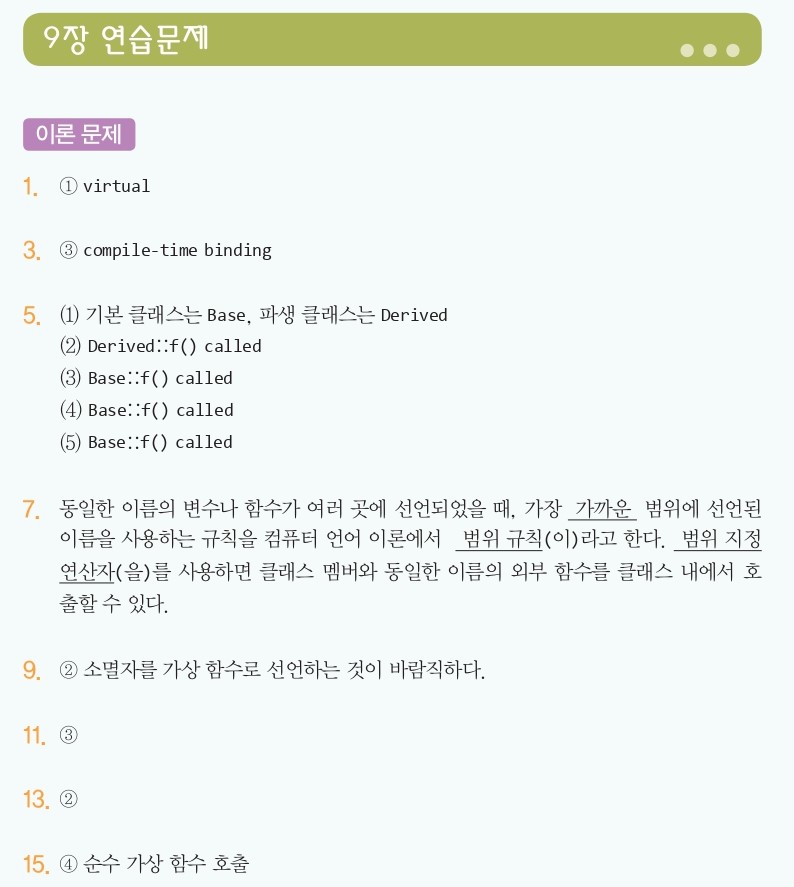 9장 연습문제
이론 문제
1. ① virtual
3. ③ compile-time binding
5. (1) 기본 클래스는 Base, 파생 클래스는 Derived
(2) Derived::f() called
(3) Base::f() called
(4) Base::f() called
(5) Base::f() called
7. 동일한 이름의 변수나 함수가 여러 곳에 선언되었을 때, 가장 가까운 범위에 선언된
이름을 사용하는 규칙을 컴퓨터 언어 이론에서 범위 규칙(이)라고 한다. 범위 지정
연산자(을)를 사용하면 클래스 멤버와 동일한 이름의 외부 함수를 클래스 내에서 호
출할 수 있다.
9. ② 소멸자를 가상 함수로 선언하는 것이 바람직하다.
11. ③
13. ②
15. ④ 순수 가상 함수 호출